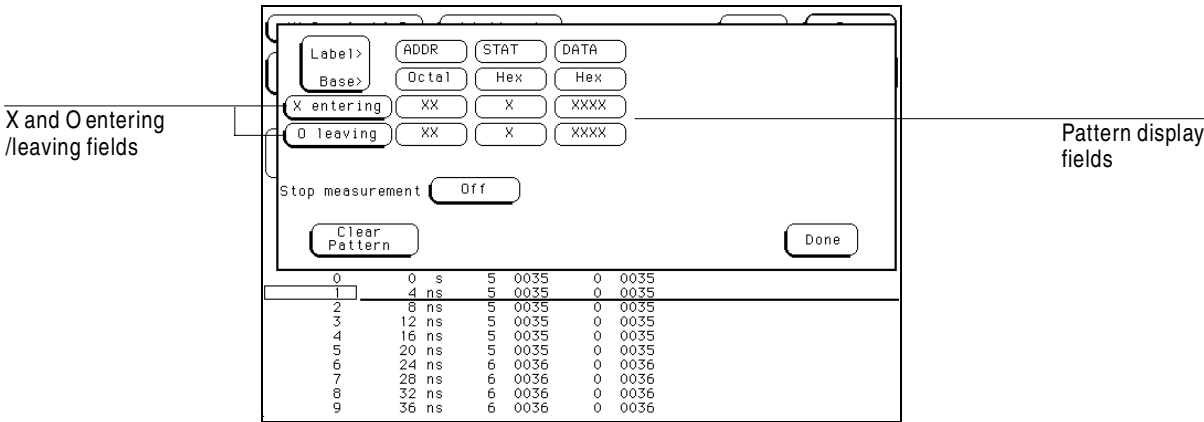 Label> ADDR STAT DATA
Base> Octal Hex Hex
X entering XX X XXXX
O leaving XX X XXXX
X and O entering
/leaving fields
Pattern display
fields
Stop measurement Off
Clear
Pattern
Done
0 0 s 5 0035 0 0035
1 4 ns 5 0035 0 0035
2 8 ns 5 0035 0 0035
3 12 ns 5 0035 0 0035
4 16 ns 5 0035 0 0035
5 20 ns 5 0035 0 0035
6 24 ns 6 0036 0 0036
7 28 ns 6 0036 0 0036
8 32 ns 6 0036 0 0036
9 36 ns 6 0036 0 0036